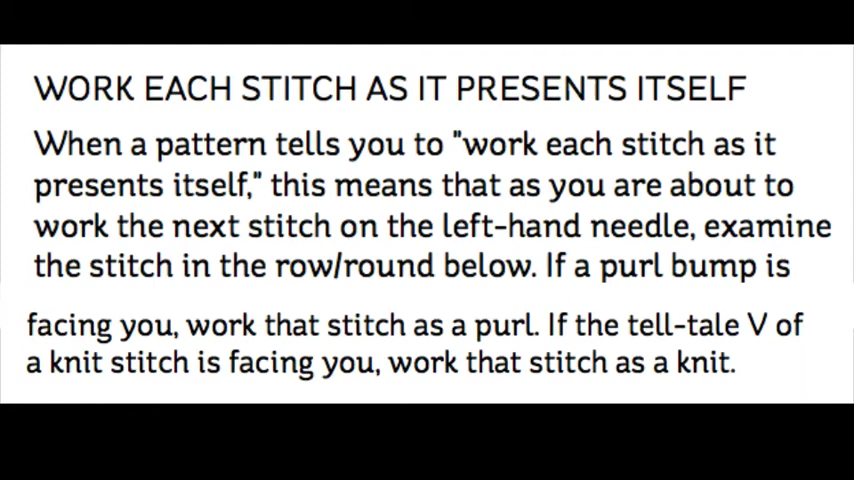 WORK EACH STITCH AS IT PRESENTS ITSELF
When a pattern tells you to "work each stitch as it
presents itself," this means that as you are about to
work the next stitch on the left-hand needle, examine
the stitch in the row/round below. If a purl bump is
facing you, work that stitch as a purl. If the tell-tale V of
a knit stitch is facing you, work that stitch as a knit.